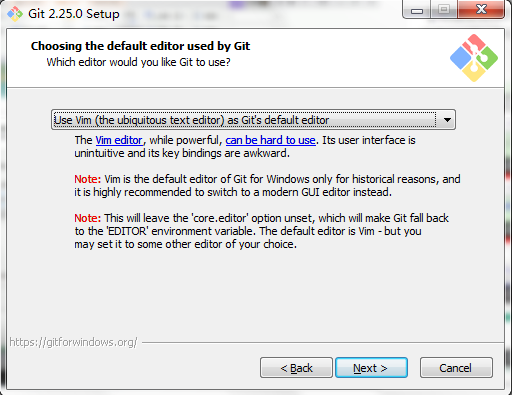 Git 2.25.0 Setup
Choosing the default editor used by Git
Which editor would you like Git to use?
Use Vim (the ubiquitous text editor) as Git's default editor
The Vim editor, while powerful, can be hard to use. Its user interface is
unintuitive and its key bindings are awkward.
Note: Vim is the default editor of Git for Windows only for historical reasons, and
it is highly recommended to switch to a modern GUI editor instead.
Note: This will leave the 'core.editor' option unset, which will make Git fall back
to the 'EDITOR' environment variable. The default editor is Vim - but you
may set it to some other editor of your choice.
https://gitforwindows.org/
< Back
Next >
Cancel